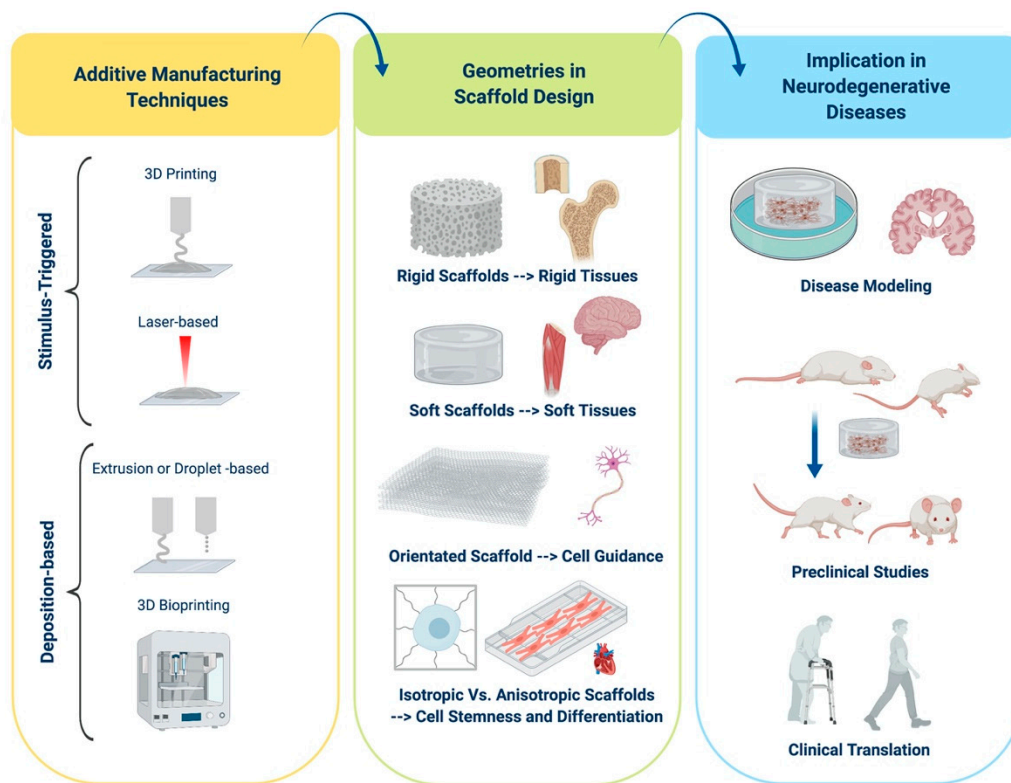 Additive Manufacturing
Techniques
Stimulus-Triggered
3D Printing
Laser-based
Deposition-based
Extrusion or Droplet -based
3D Bioprinting
Geometries in
Scaffold Design
Rigid Scaffolds --> Rigid Tissues
Soft Scaffolds --> Soft Tissues
Orientated Scaffold --> Cell Guidance
Isotropic Vs. Anisotropic Scaffolds
--> Cell Stemness and Differentiation
Implication in
Neurodegenerative
Diseases
Disease Modeling
Preclinical Studies
Clinical Translation